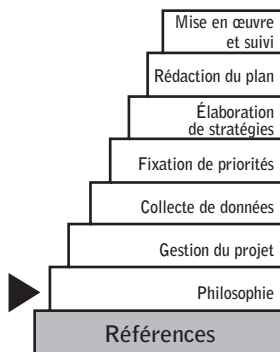 Mise en œuvre
et suivi
Rédaction du plan
Élaboration
de stratégies
Fixation de priorités
Collecte de données
Gestion du projet
Philosophie
Références